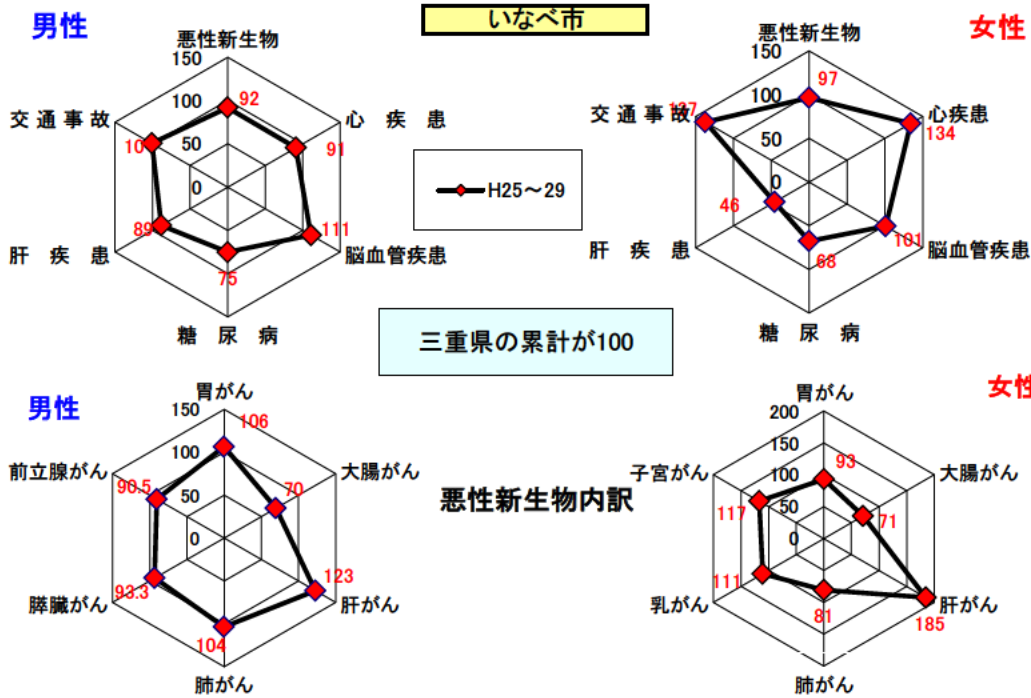 いなべ市
男性
悪性新生物
150
100
50
0
92
心 疾 患
91
111
脳血管疾患
75
糖 尿 病
89
肝 疾 患
交 通 事 故
H25～29
女性
悪性新生物
150
100
50
0
97
心疾患
134
101
脳血管疾患
68
糖 尿 病
46
肝 疾 患
交 通 事 故
137
三重県の累計が100
男性
胃がん
150
100
50
0
106
大腸がん
70
123
肝がん
104
肺がん
93.3
膵臓がん
90.5
前立腺がん
悪性新生物内訳
女性
胃がん
200
150
100
50
0
93
大腸がん
71
185
肝がん
81
肺がん
111
乳がん
117
子宮がん